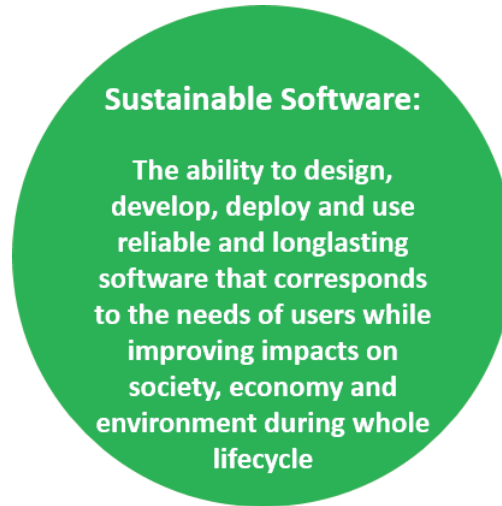 Sustainable Software:
The ability to design,
develop, deploy and use
reliable and longlasting
software that corresponds
to the needs of users while
improving impacts on
society, economy and
environment during whole
lifecycle